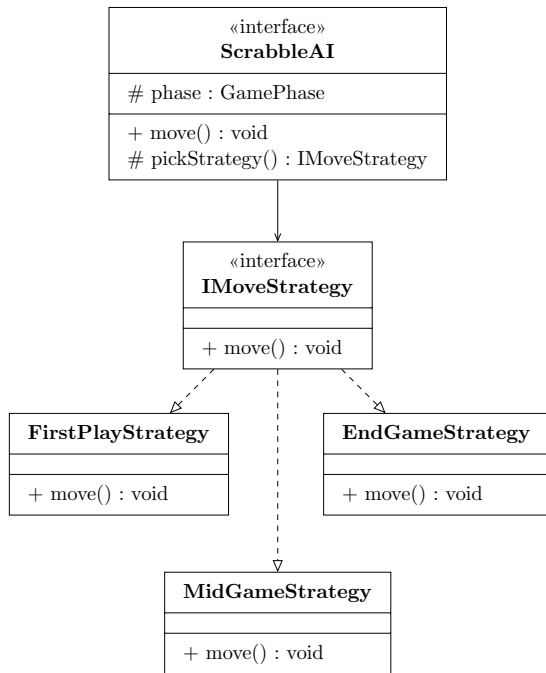 «interface»
ScrabbleAI
# phase : GamePhase
+ move() : void
# pickStrategy() : IMoveStrategy
«interface»
IMoveStrategy
+ move() : void
FirstPlayStrategy
+ move() : void
EndGameStrategy
+ move() : void
MidGameStrategy
+ move() : void